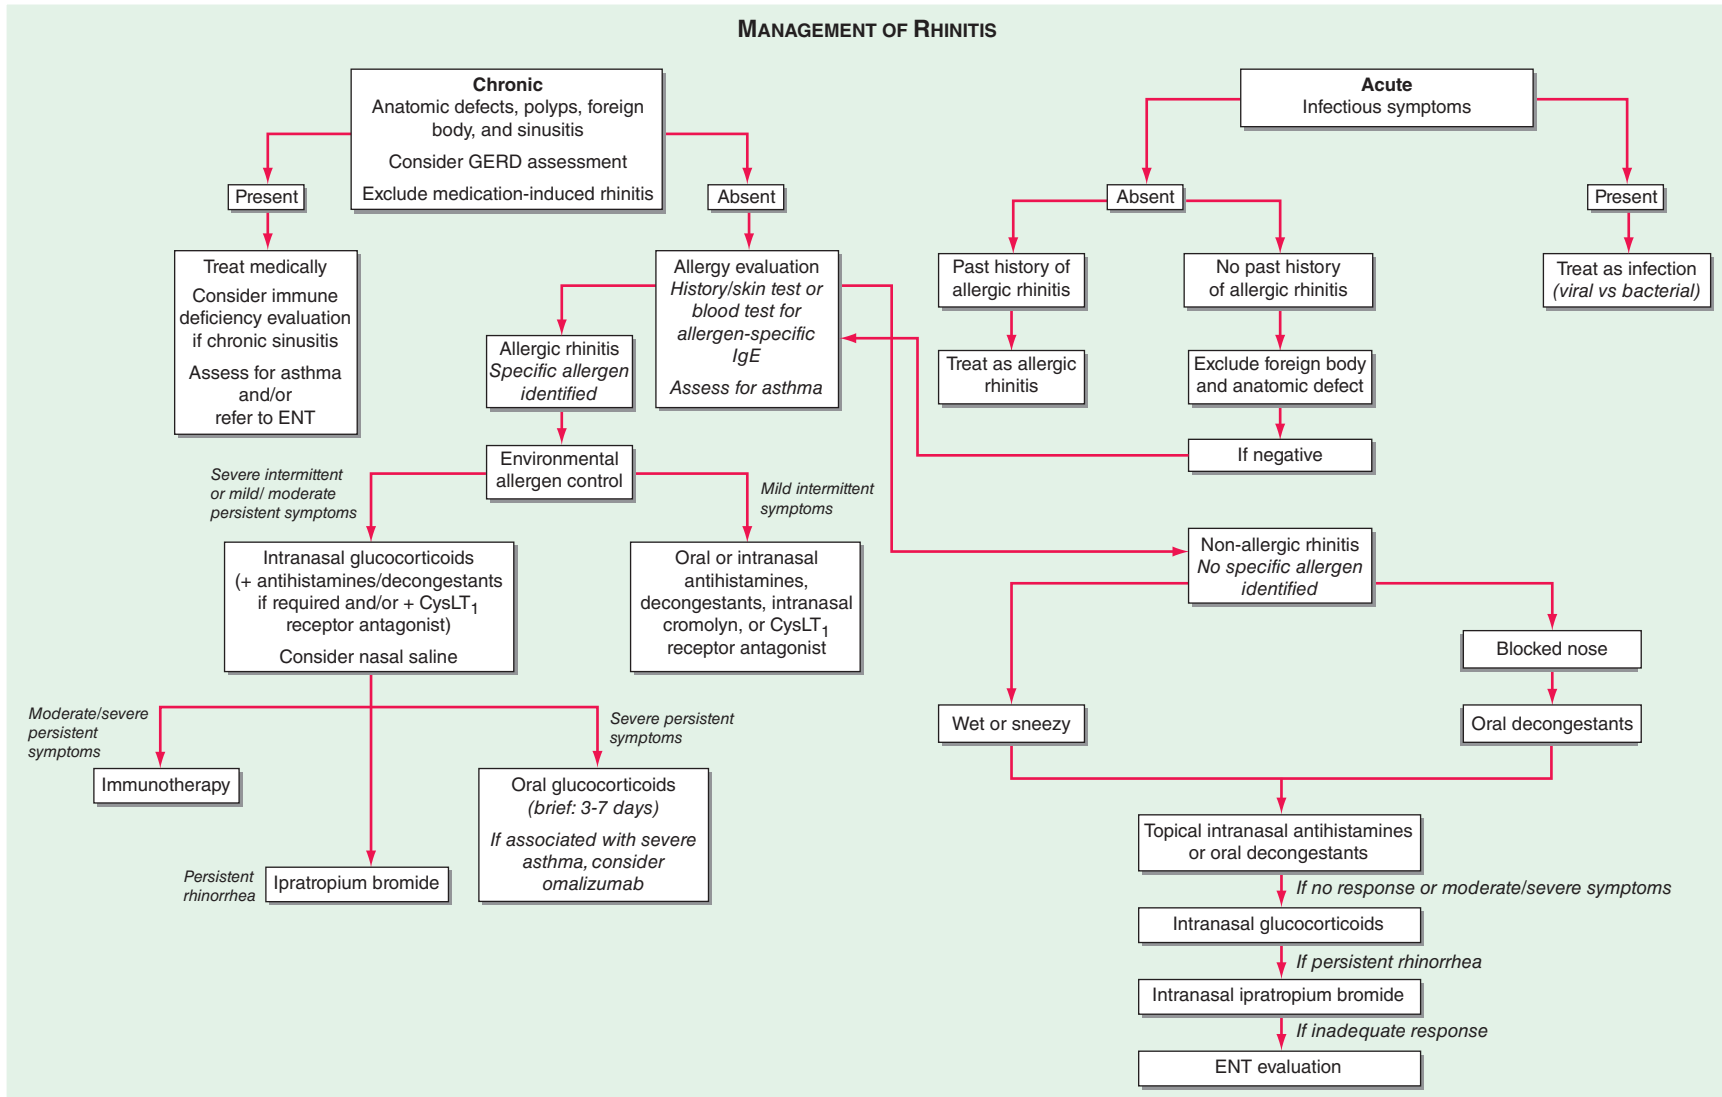 MANAGEMENT OF RHINITIS
Chronic
Anatomic defects, polyps, foreign
body, and sinusitis
Consider GERD assessment
Exclude medication-induced rhinitis
Acute
Infectious symptoms
Present
Absent
Absent
Present
Treat medically
Consider immune
deficiency evaluation
if chronic sinusitis
Assess for asthma
and/or
refer to ENT
Allergy evaluation
History/skin test or
blood test for
allergen-specific
IgE
Assess for asthma
Past history of
allergic rhinitis
No past history
of allergic rhinitis
Treat as infection
(viral vs bacterial)
Allergic rhinitis
Specific allergen
identified
Treat as allergic
rhinitis
Exclude foreign body
and anatomic defect
If negative
Environmental
allergen control
Severe intermittent
or mild/ moderate
persistent symptoms
Mild intermittent
symptoms
Intranasal glucocorticoids
(+ antihistamines/decongestants
if required and/or + CysLT1
receptor antagonist)
Consider nasal saline
Oral or intranasal
antihistamines,
decongestants, intranasal
cromolyn, or CysLT1
receptor antagonist
Non-allergic rhinitis
No specific allergen
identified
Blocked nose
Wet or sneezy
Oral decongestants
Moderate/severe
persistent
symptoms
Severe persistent
symptoms
Immunotherapy
Oral glucocorticoids
(brief: 3-7 days)
If associated with severe
asthma, consider
omalizumab
Persistent
rhinorrhea
Ipratropium bromide
Topical intranasal antihistamines
or oral decongestants
If no response or moderate/severe symptoms
Intranasal glucocorticoids
If persistent rhinorrhea
Intranasal ipratropium bromide
If inadequate response
ENT evaluation